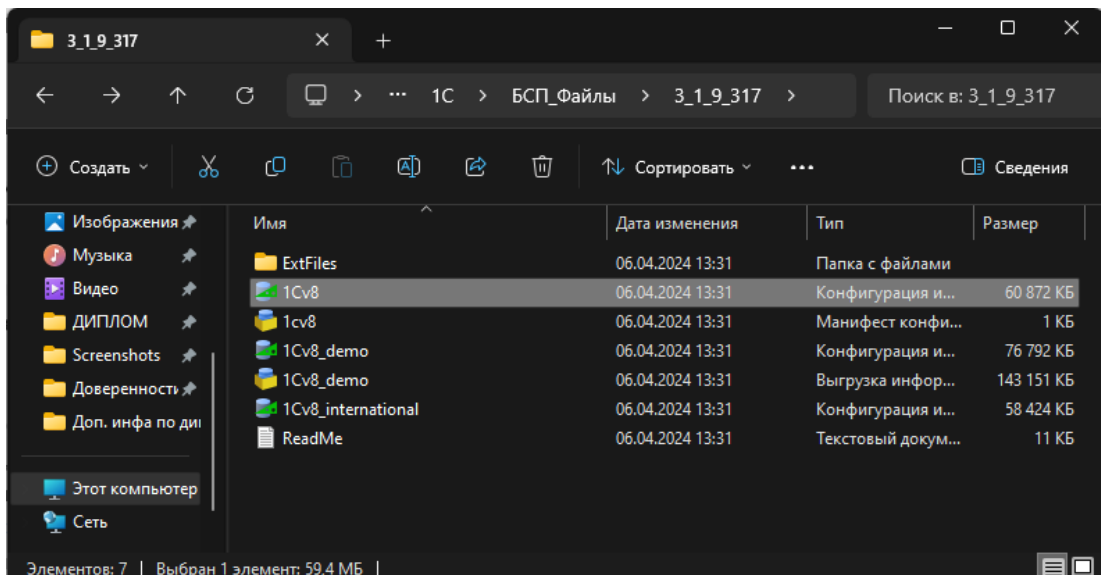 3_1_9_317
1С > БСП_Файлы > 3_1_9_317 > Поиск в: 3_1_9_317
Создать Сортировать Сведения
Изображения
Музыка
Видео
ДИПЛОМ
Screenshots
Доверенность
Доп. инфа по ди
Этот компьютер
Сеть
Имя Дата изменения Тип Размер
ExtFiles 06.04.2024 13:31 Папка с файлами
1Cv8 06.04.2024 13:31 Конфигурация и... 60 872 КБ
1cv8 06.04.2024 13:31 Манифест конфи... 1 КБ
1Cv8_demo 06.04.2024 13:31 Конфигурация и... 76 792 КБ
1Cv8_demo 06.04.2024 13:31 Выгрузка инфор... 143 151 КБ
1Cv8_international 06.04.2024 13:31 Конфигурация и... 58 424 КБ
ReadMe 06.04.2024 13:31 Текстовый докум... 11 КБ
Элементов: 7 | Выбран 1 элемент: 59,4 МБ |